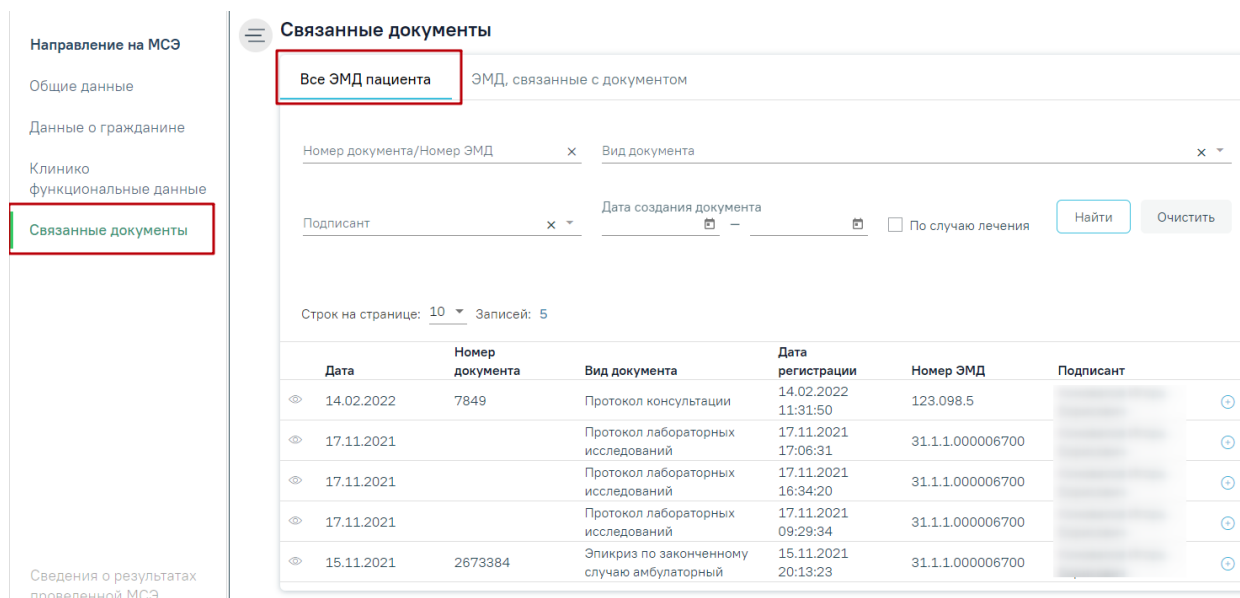 Направление на МСЭ
Общие данные
Данные о гражданине
Клинико
функциональные данные
Связанные документы
Сведения о результатах
проведенной МСЭ
Связанные документы
Все ЭМД пациента ЭМД, связанные с документом
Номер документа/Номер ЭМД Вид документа
Подписант Дата создания документа – По случаю лечения Найти Очистить
Строк на странице: 10 Записей: 5
Дата Номер документа Вид документа Дата регистрации Номер ЭМД Подписант
14.02.2022 7849 Протокол консультации 14.02.2022 11:31:50 123.098.5
17.11.2021 Протокол лабораторных исследований 17.11.2021 17:06:31 31.1.1.000006700
17.11.2021 Протокол лабораторных исследований 17.11.2021 16:34:20 31.1.1.000006700
17.11.2021 Протокол лабораторных исследований 17.11.2021 09:29:34 31.1.1.000006700
15.11.2021 2673384 Эпикриз по законченному случаю амбулаторный 15.11.2021 20:13:23 31.1.1.000006700